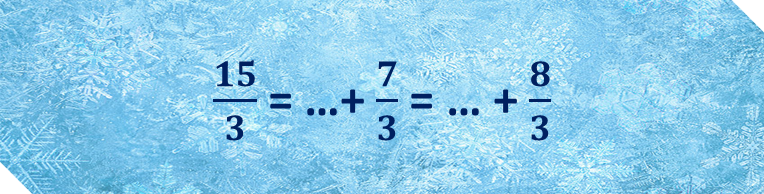 15/3 = ...+ 7/3 = ... + 8/3